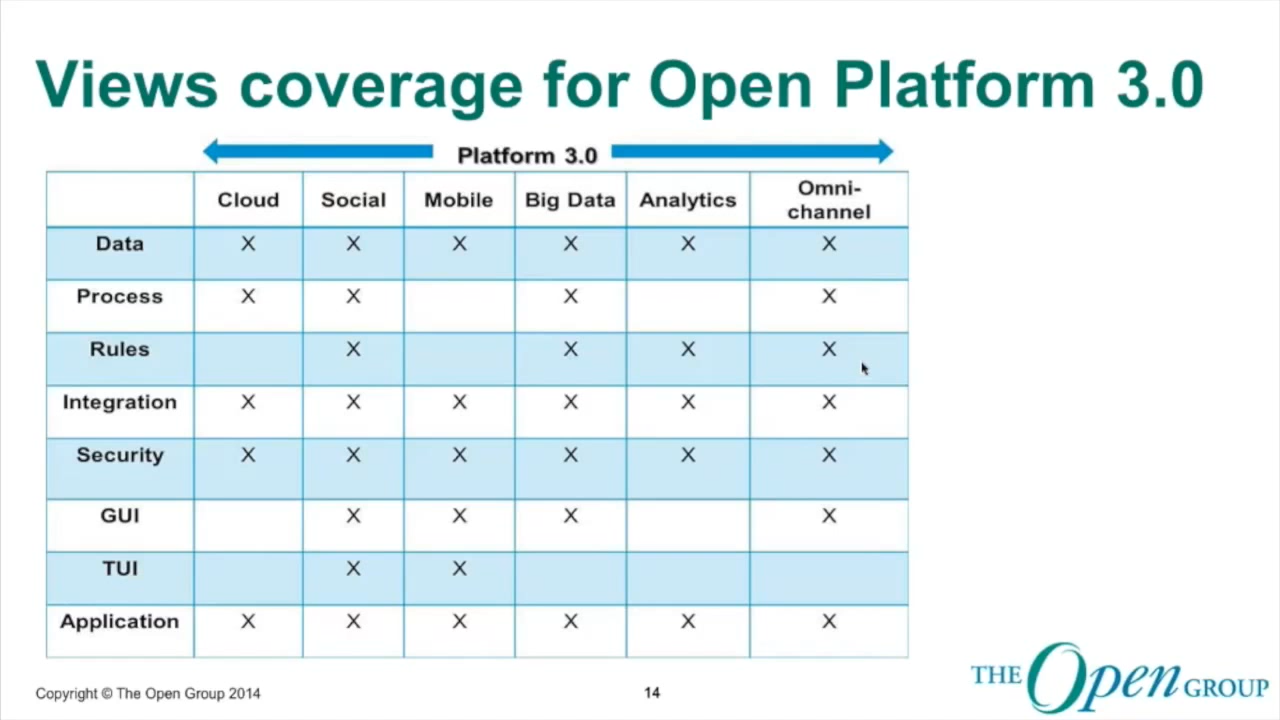 Views coverage for Open Platform 3.0
Platform 3.0
Cloud Social Mobile Big Data Analytics Omni-
channel
Data X X X X X X
Process X X X X
Rules X X X X
Integration X X X X X X
Security X X X X X X
GUI X X X X
TUI X X
Application X X X X X X
Copyright © The Open Group 2014
14
THE Open GROUP